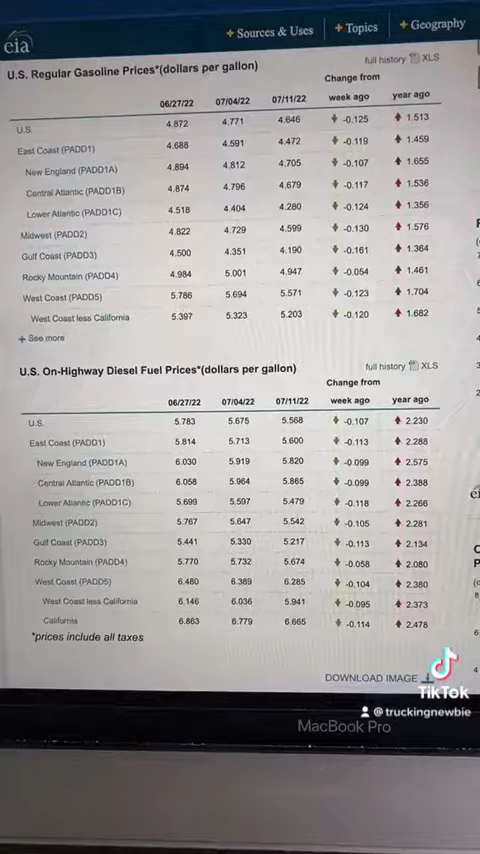 eia
+ Sources & Uses + Topics + Geography
U.S. Regular Gasoline Prices*(dollars per gallon) full history XLS
Change from
06/27/22 07/04/22 07/11/22 week ago year ago
U.S. 4.872 4.771 4.646 -0.125 1.513
East Coast (PADD1) 4.688 4.591 4.472 -0.119 1.459
New England (PADD1A) 4.894 4.812 4.705 -0.107 1.655
Central Atlantic (PADD1B) 4.874 4.796 4.679 -0.117 1.536
Lower Atlantic (PADD1C) 4.518 4.404 4.280 -0.124 1.356
Midwest (PADD2) 4.822 4.729 4.599 -0.130 1.576
Gulf Coast (PADD3) 4.500 4.351 4.190 -0.161 1.364
Rocky Mountain (PADD4) 4.984 5.001 4.947 -0.054 1.461
West Coast (PADD5) 5.786 5.694 5.571 -0.123 1.704
West Coast less California 5.397 5.323 5.203 -0.120 1.682
+ See more
U.S. On-Highway Diesel Fuel Prices*(dollars per gallon) full history XLS
Change from
06/27/22 07/04/22 07/11/22 week ago year ago
U.S. 5.783 5.675 5.568 -0.107 2.230
East Coast (PADD1) 5.814 5.713 5.600 -0.113 2.288
New England (PADD1A) 6.030 5.919 5.820 -0.099 2.575
Central Atlantic (PADD1B) 6.058 5.964 5.865 -0.099 2.388
Lower Atlantic (PADD1C) 5.699 5.597 5.479 -0.118 2.266
Midwest (PADD2) 5.767 5.647 5.542 -0.105 2.281
Gulf Coast (PADD3) 5.441 5.330 5.217 -0.113 2.134
Rocky Mountain (PADD4) 5.770 5.732 5.674 -0.058 2.080
West Coast (PADD5) 6.480 6.389 6.285 -0.104 2.380
West Coast less California 6.146 6.036 5.941 -0.095 2.373
California 6.863 6.779 6.665 -0.114 2.478
*prices include all taxes
DOWNLOAD IMAGE
TikTok
@truckingnewbie
MacBook Pro